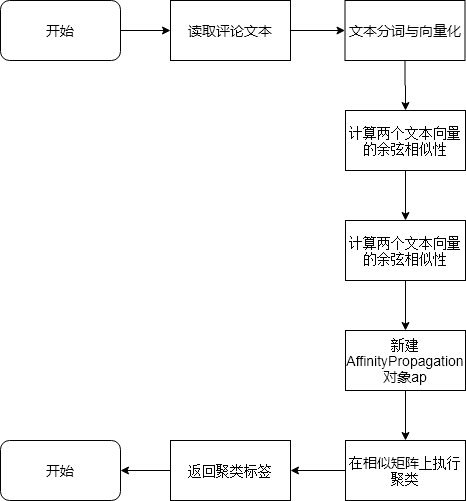 开始
读取评论文本
文本分词与向量化
计算两个文本向量
的余弦相似性
计算两个文本向量
的余弦相似性
新建
AffinityPropagation
对象ap
在相似矩阵上执行
聚类
返回聚类标签
开始